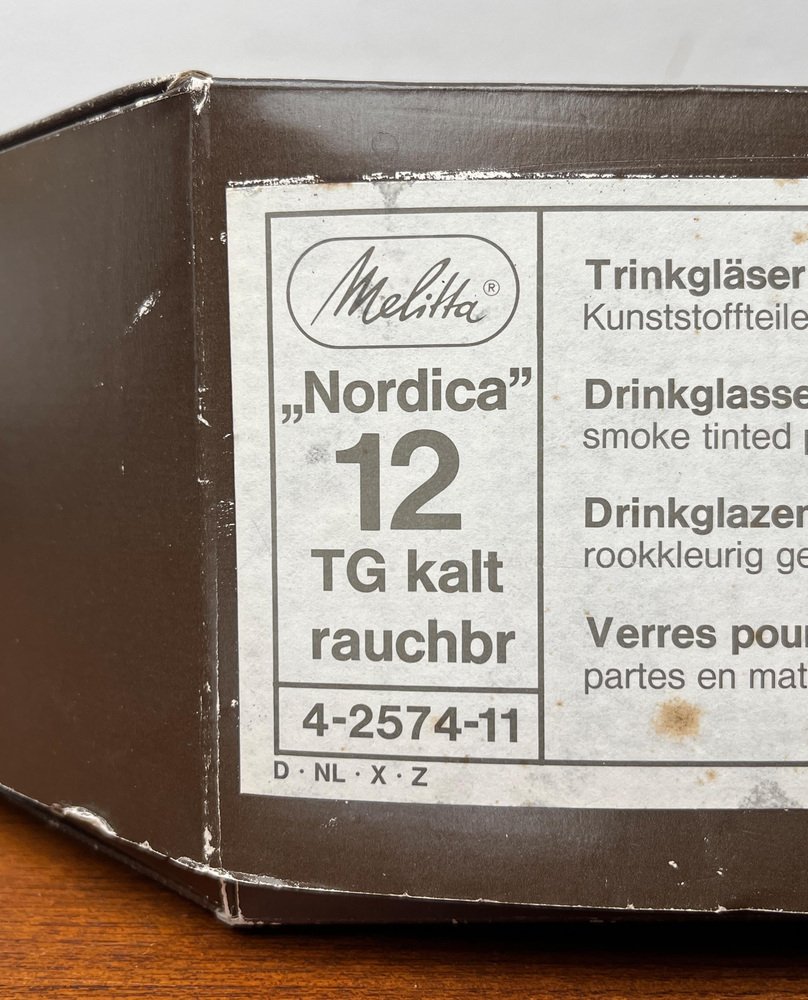 Melitta®
„Nordica”
12
TG kalt
rauchbr
4-2574-11
D · NL · X · Z
Trinkgläser
Kunststoffteile
Drinkglasse
smoke tinted p
Drinkglazen
rookkleurig ge
Verres pour
partes en mat